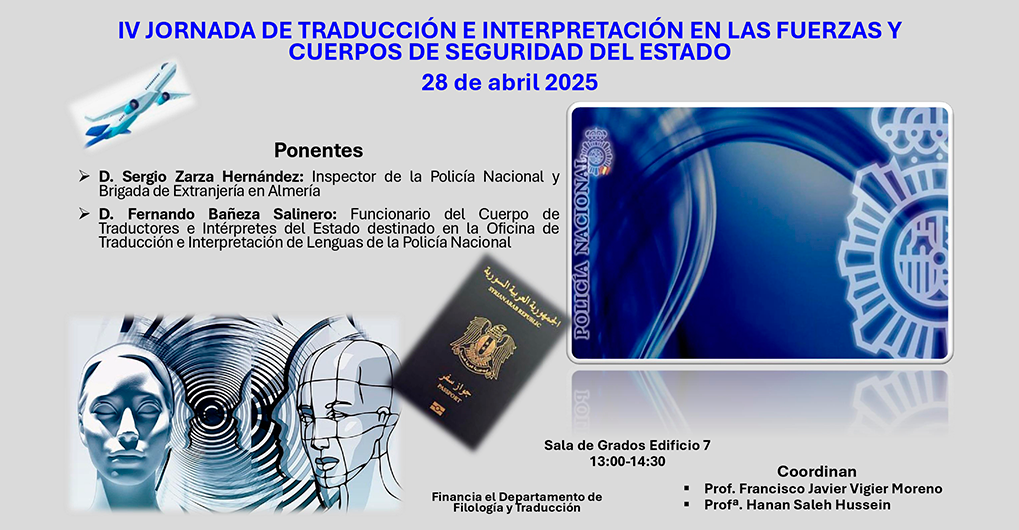 IV JORNADA DE TRADUCCIÓN E INTERPRETACIÓN EN LAS FUERZAS Y
CUERPOS DE SEGURIDAD DEL ESTADO
28 de abril 2025
Ponentes
➢ D. Sergio Zarza Hernández: Inspector de la Policía Nacional y
Brigada de Extranjería en Almería
➢ D. Fernando Bañeza Salinero: Funcionario del Cuerpo de
Traductores e Intérpretes del Estado destinado en la Oficina de
Traducción e Interpretación de Lenguas de la Policía Nacional
POLICÍA NACIONAL
الجمهورية العربية السورية
SYRIAN ARAB REPUBLIC
جواز سفر
PASSPORT
Sala de Grados Edificio 7
13:00-14:30
Financia el Departamento de
Filología y Traducción
Coordinan
▪ Prof. Francisco Javier Vigier Moreno
▪ Profª. Hanan Saleh Hussein